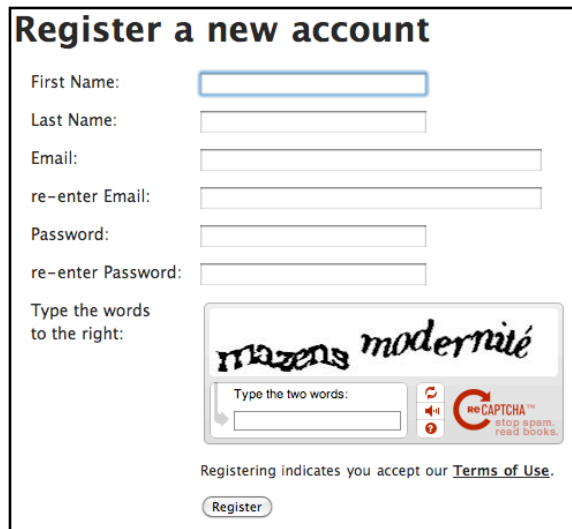 Register a new account
First Name:
Last Name:
Email:
re-enter Email:
Password:
re-enter Password:
Type the words
to the right:
mazens modernité
Type the two words:
reCAPTCHA™
stop spam.
read books.
Registering indicates you accept our Terms of Use.
Register